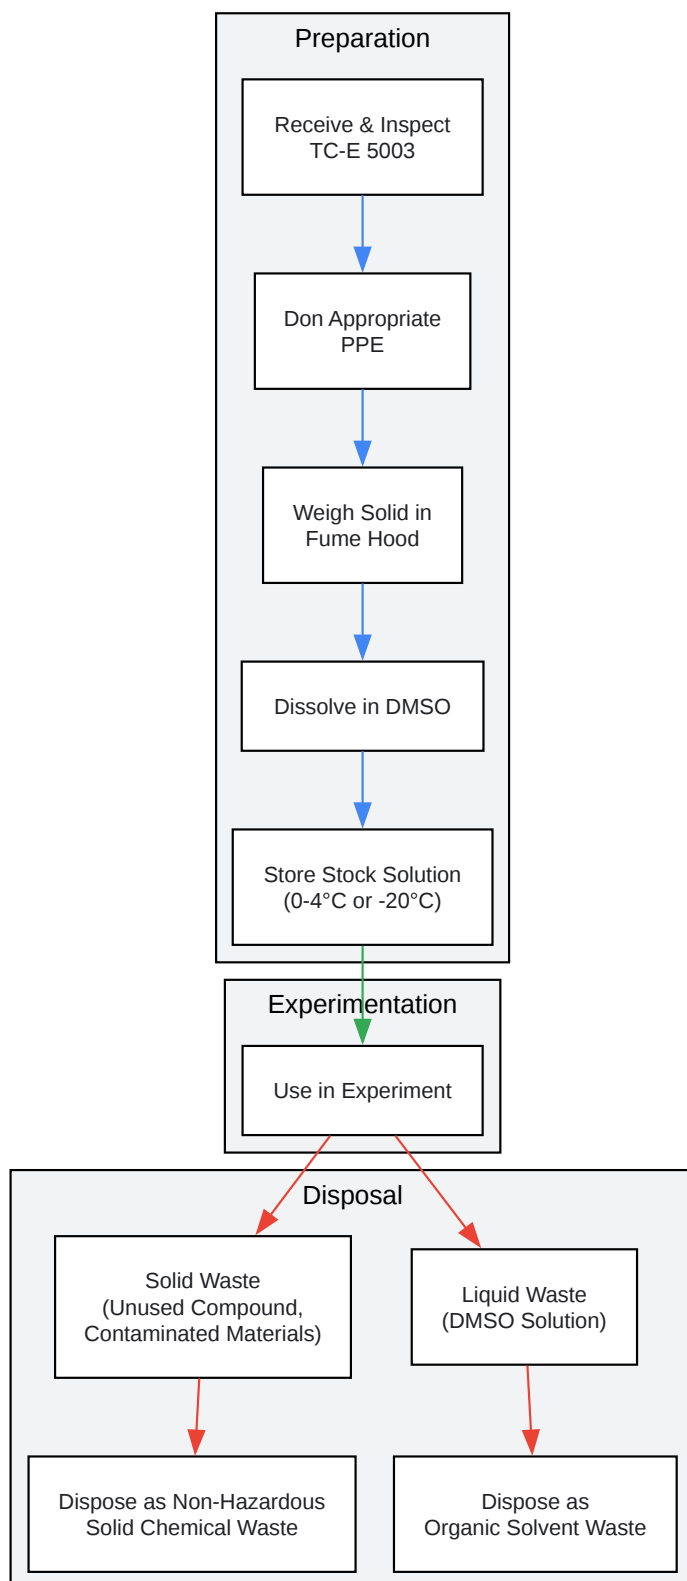 Preparation
Receive & Inspect
TC-E 5003
Don Appropriate
PPE
Weigh Solid in
Fume Hood
Dissolve in DMSO
Store Stock Solution
(0-4°C or -20°C)
Experimentation
Use in Experiment
Disposal
Solid Waste
(Unused Compound,
Contaminated Materials)
Liquid Waste
(DMSO Solution)
Dispose as Non-Hazardous
Solid Chemical Waste
Dispose as
Organic Solvent Waste